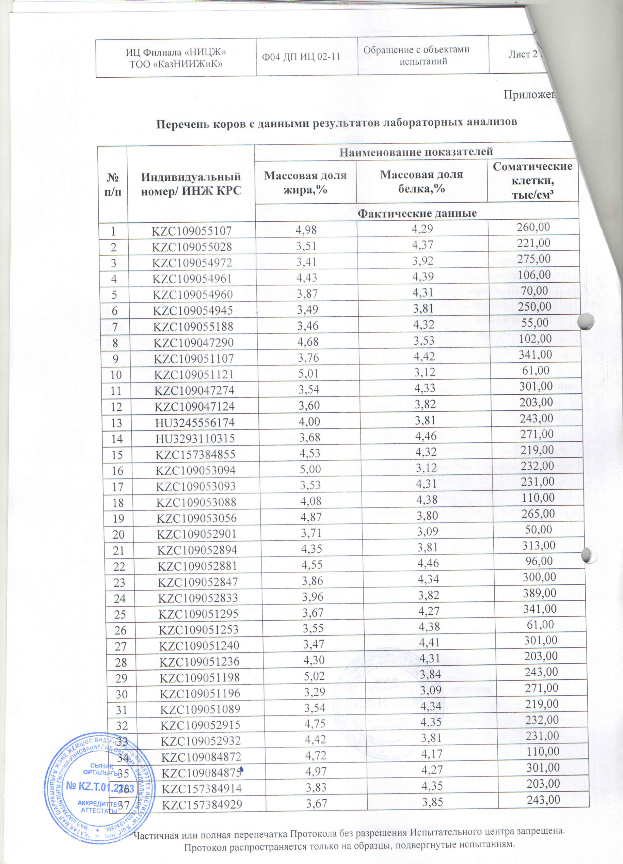 ИЦ Филиала «НИЦЖ»
ТОО «КазНИИЖиК»
Ф04 ДП ИЦ 02-11
Обращение с объектами
испытаний
Лист 2
Приложен
Перечень коров с данными результатов лабораторных анализов
№ п/п Индивидуальный номер/ ИНЖ КРС Наименование показателей
Массовая доля жира,% Массовая доля белка,% Соматические клетки, тыс/см³
Фактические данные
1 KZC109055107 4,98 4,29 260,00
2 KZC109055028 3,51 4,37 221,00
3 KZC109054972 3,41 3,92 275,00
4 KZC109054961 4,43 4,39 106,00
5 KZC109054960 3,87 4,31 70,00
6 KZC109054945 3,49 3,81 250,00
7 KZC109055188 3,46 4,32 55,00
8 KZC109047290 4,68 3,53 102,00
9 KZC109051107 3,76 4,42 341,00
10 KZC109051121 5,01 3,12 61,00
11 KZC109047274 3,54 4,33 301,00
12 KZC109047124 3,60 3,82 203,00
13 HU3245556174 4,00 3,81 243,00
14 HU3293110315 3,68 4,46 271,00
15 KZC157384855 4,53 4,32 219,00
16 KZC109053094 5,00 3,12 232,00
17 KZC109053093 3,53 4,31 231,00
18 KZC109053088 4,08 4,38 110,00
19 KZC109053056 4,87 3,80 265,00
20 KZC109052901 3,71 3,09 50,00
21 KZC109052894 4,35 3,81 313,00
22 KZC109052881 4,55 4,46 96,00
23 KZC109052847 3,86 4,34 300,00
24 KZC109052833 3,96 3,82 389,00
25 KZC109051295 3,67 4,27 341,00
26 KZC109051253 3,55 4,38 61,00
27 KZC109051240 3,47 4,41 301,00
28 KZC109051236 4,30 4,31 203,00
29 KZC109051198 5,02 3,84 243,00
30 KZC109051196 3,29 3,09 271,00
31 KZC109051089 3,54 4,34 219,00
32 KZC109052915 4,75 4,35 232,00
33 KZC109052932 4,42 3,81 231,00
34 KZC109084872 4,72 4,17 110,00
35 KZC109084875 4,97 4,27 301,00
36 KZC157384914 3,83 4,35 203,00
37 KZC157384929 3,67 3,85 243,00
СЫНАҚ
ОРТАЛЫҒЫ
№ KZ.T.01.2
АККРЕДИТТЕУ
АТТЕСТАТЫ
Частичная или полная перепечатка Протокола без разрешения Испытательного центра запрещена.
Протокол распространяется только на образцы, подвергнутые испытаниям.